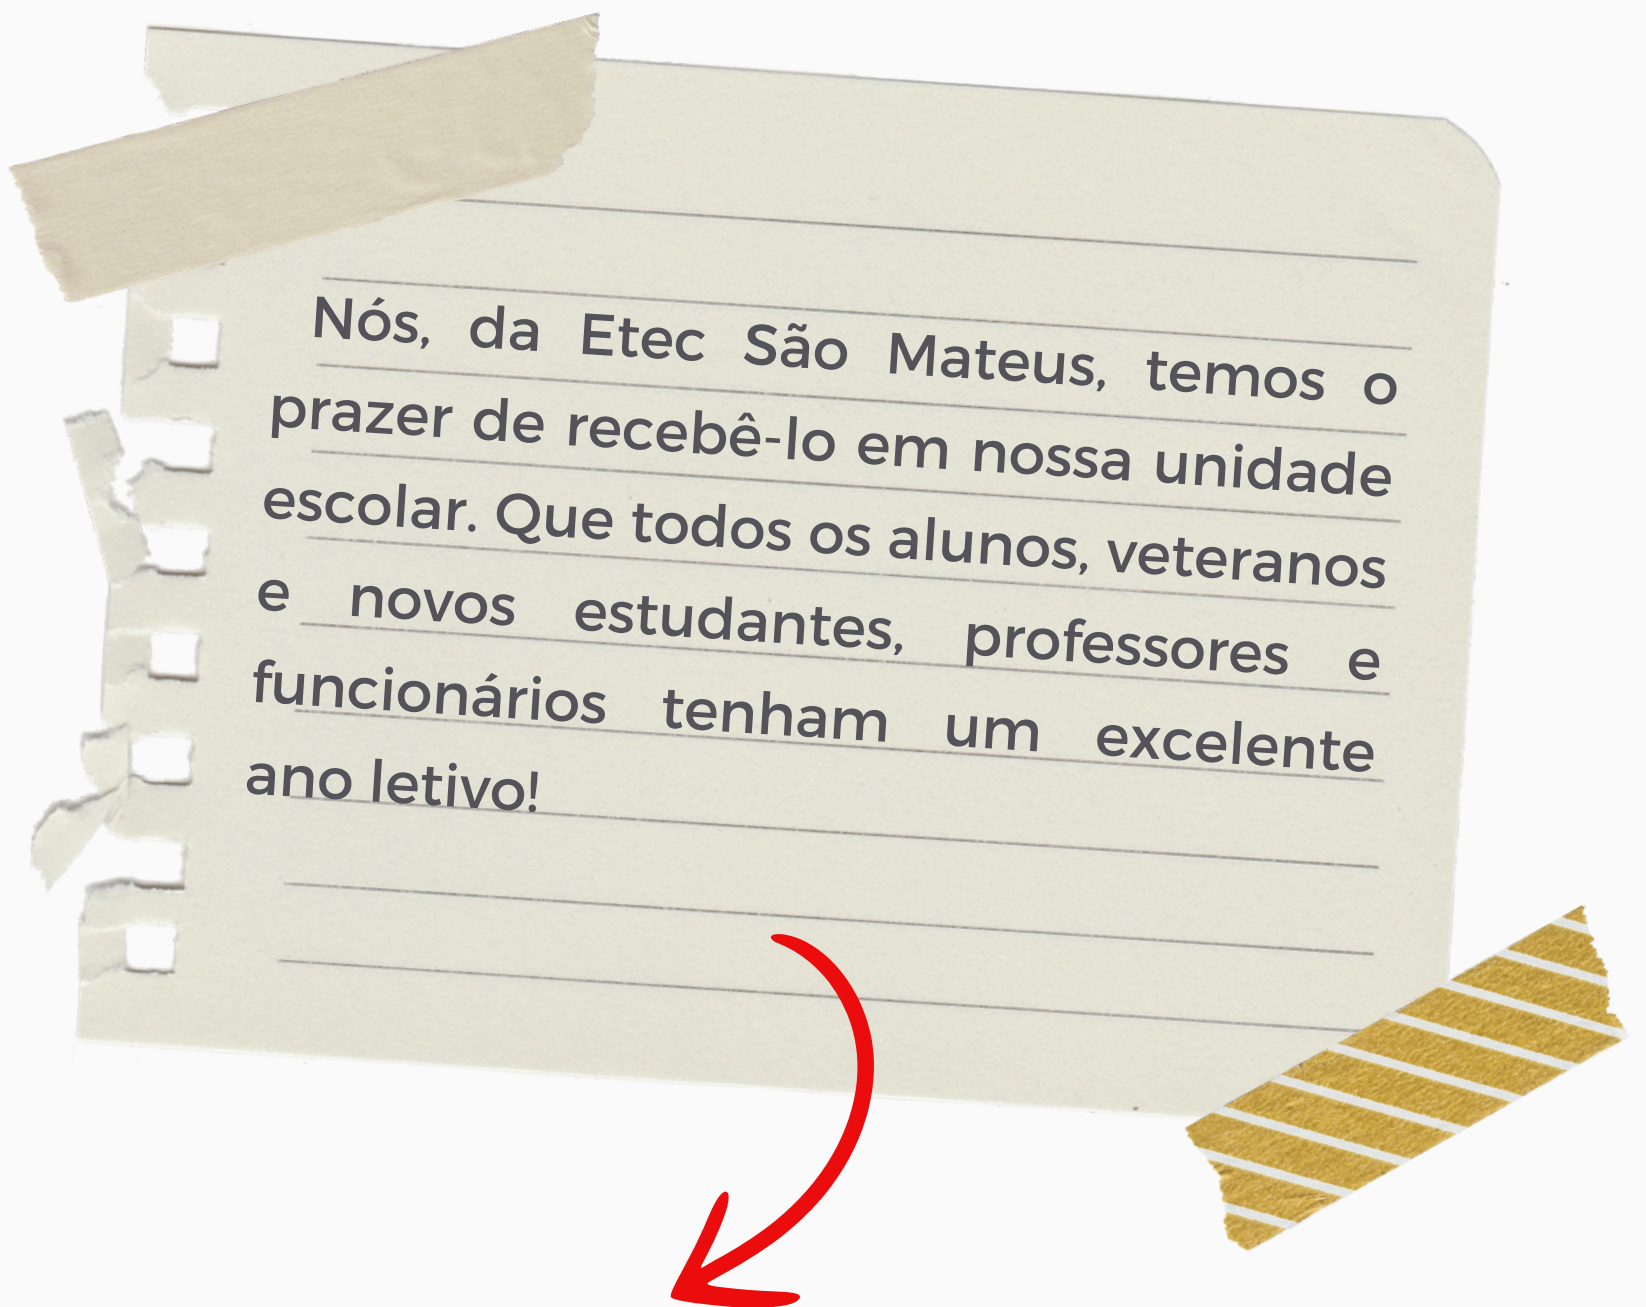 Nós, da Etec São Mateus, temos o
prazer de recebê-lo em nossa unidade
escolar. Que todos os alunos, veteranos
e novos estudantes, professores e
funcionários tenham um excelente
ano letivo!